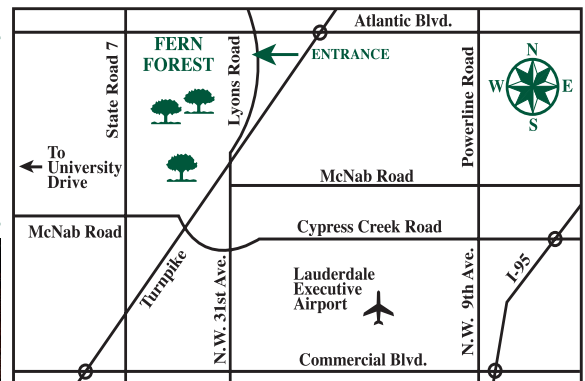 Atlantic Blvd.
FERN
FOREST
ENTRANCE
State Road 7
Lyons Road
Powerline Road
N
W
E
S
To
University
Drive
McNab Road
McNab Road
Cypress Creek Road
Turnpike
N.W. 31st Ave.
Lauderdale
Executive
Airport
N.W. 9th Ave.
I-95
Commercial Blvd.